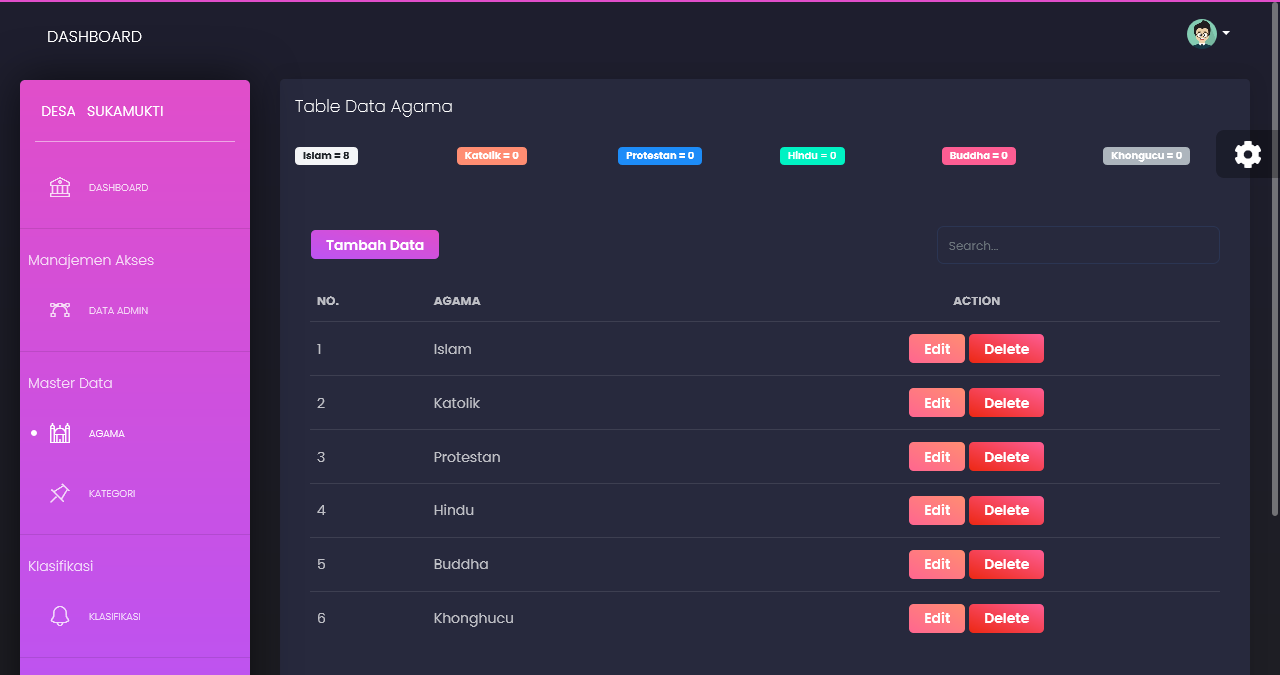 DASHBOARD
DESA SUKAMUKTI
DASHBOARD
Manajemen Akses
DATA ADMIN
Master Data
AGAMA
KATEGORI
Klasifikasi
KLASIFIKASI
Table Data Agama
Islam = 8 Katolik = 0 Protestan = 0 Hindu = 0 Buddha = 0 Khongucu = 0
Tambah Data Search...
NO. AGAMA ACTION
1 Islam Edit Delete
2 Katolik Edit Delete
3 Protestan Edit Delete
4 Hindu Edit Delete
5 Buddha Edit Delete
6 Khonghucu Edit Delete